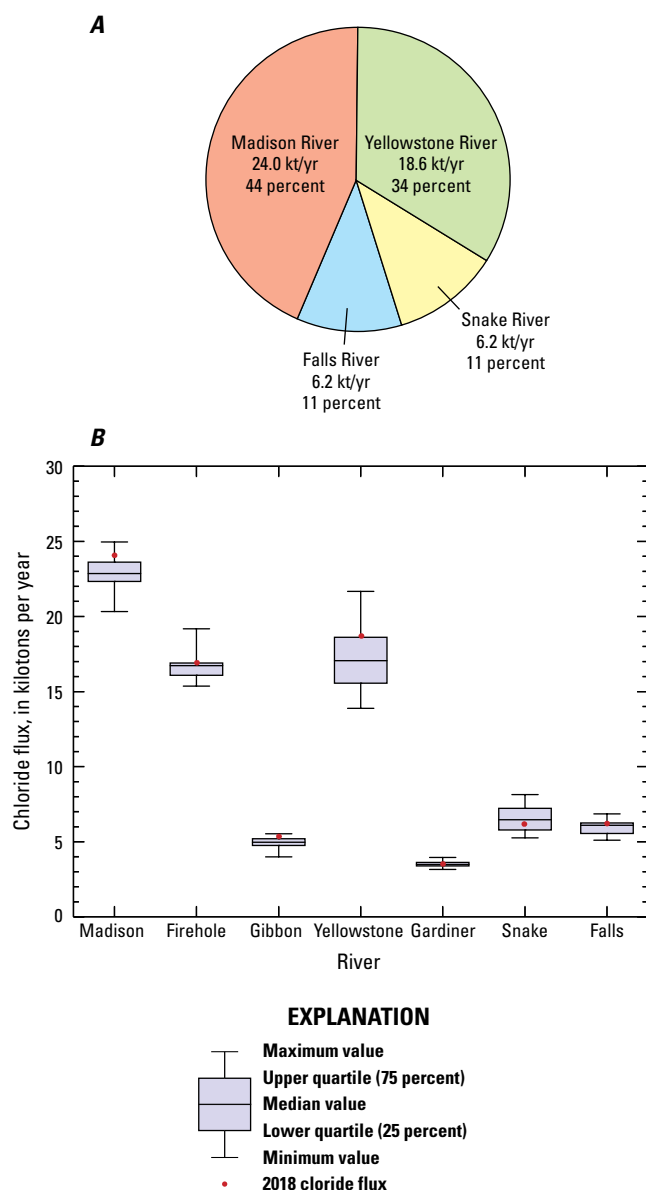 A
Madison River
24.0 kt/yr
44 percent
Yellowstone River
18.6 kt/yr
34 percent
Snake River
6.2 kt/yr
11 percent
Falls River
6.2 kt/yr
11 percent
B
Chloride flux, in kilotons per year
30
25
20
15
10
5
0
Madison Firehole Gibbon Yellowstone Gardiner Snake Falls
River
EXPLANATION
Maximum value
Upper quartile (75 percent)
Median value
Lower quartile (25 percent)
Minimum value
2018 cloride flux